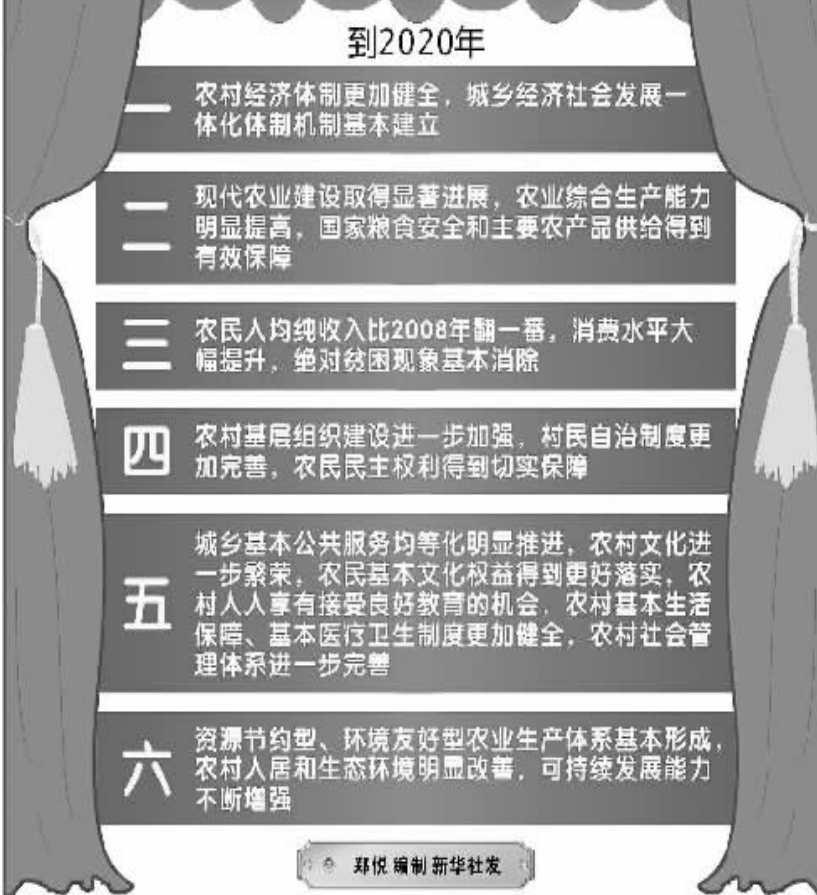 到2020年
一
农村经济体制更加健全，城乡经济社会发展一
体化体制机制基本建立
二
现代农业建设取得显著进展，农业综合生产能力
明显提高，国家粮食安全和主要农产品供给得到
有效保障
三
农民人均纯收入比2008年翻一番，消费水平大
幅提升，绝对贫困现象基本消除
四
农村基层组织建设进一步加强，村民自治制度更
加完善，农民民主权利得到切实保障
五
城乡基本公共服务均等化明显推进，农村文化进
一步繁荣，农民基本文化权益得到更好落实，农
村人人享有接受良好教育的机会，农村基本生活
保障、基本医疗卫生制度更加健全，农村社会管
理体系进一步完善
六
资源节约型、环境友好型农业生产体系基本形成，
农村人居和生态环境明显改善，可持续发展能力
不断增强
郑悦 编制 新华社发